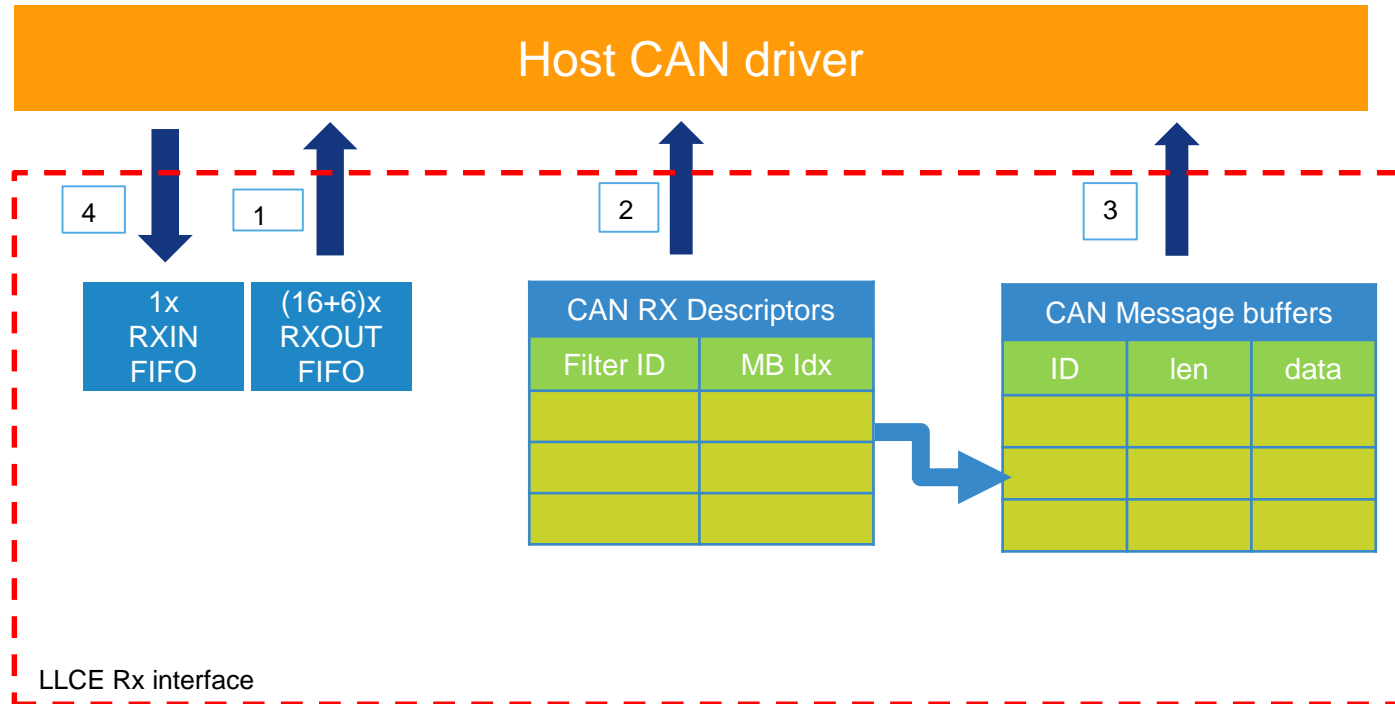 Host CAN driver
4
1
2
3
1x
RXIN
FIFO
(16+6)x
RXOUT
FIFO
CAN RX Descriptors
Filter ID
MB Idx
CAN Message buffers
ID
len
data
LLCE Rx interface